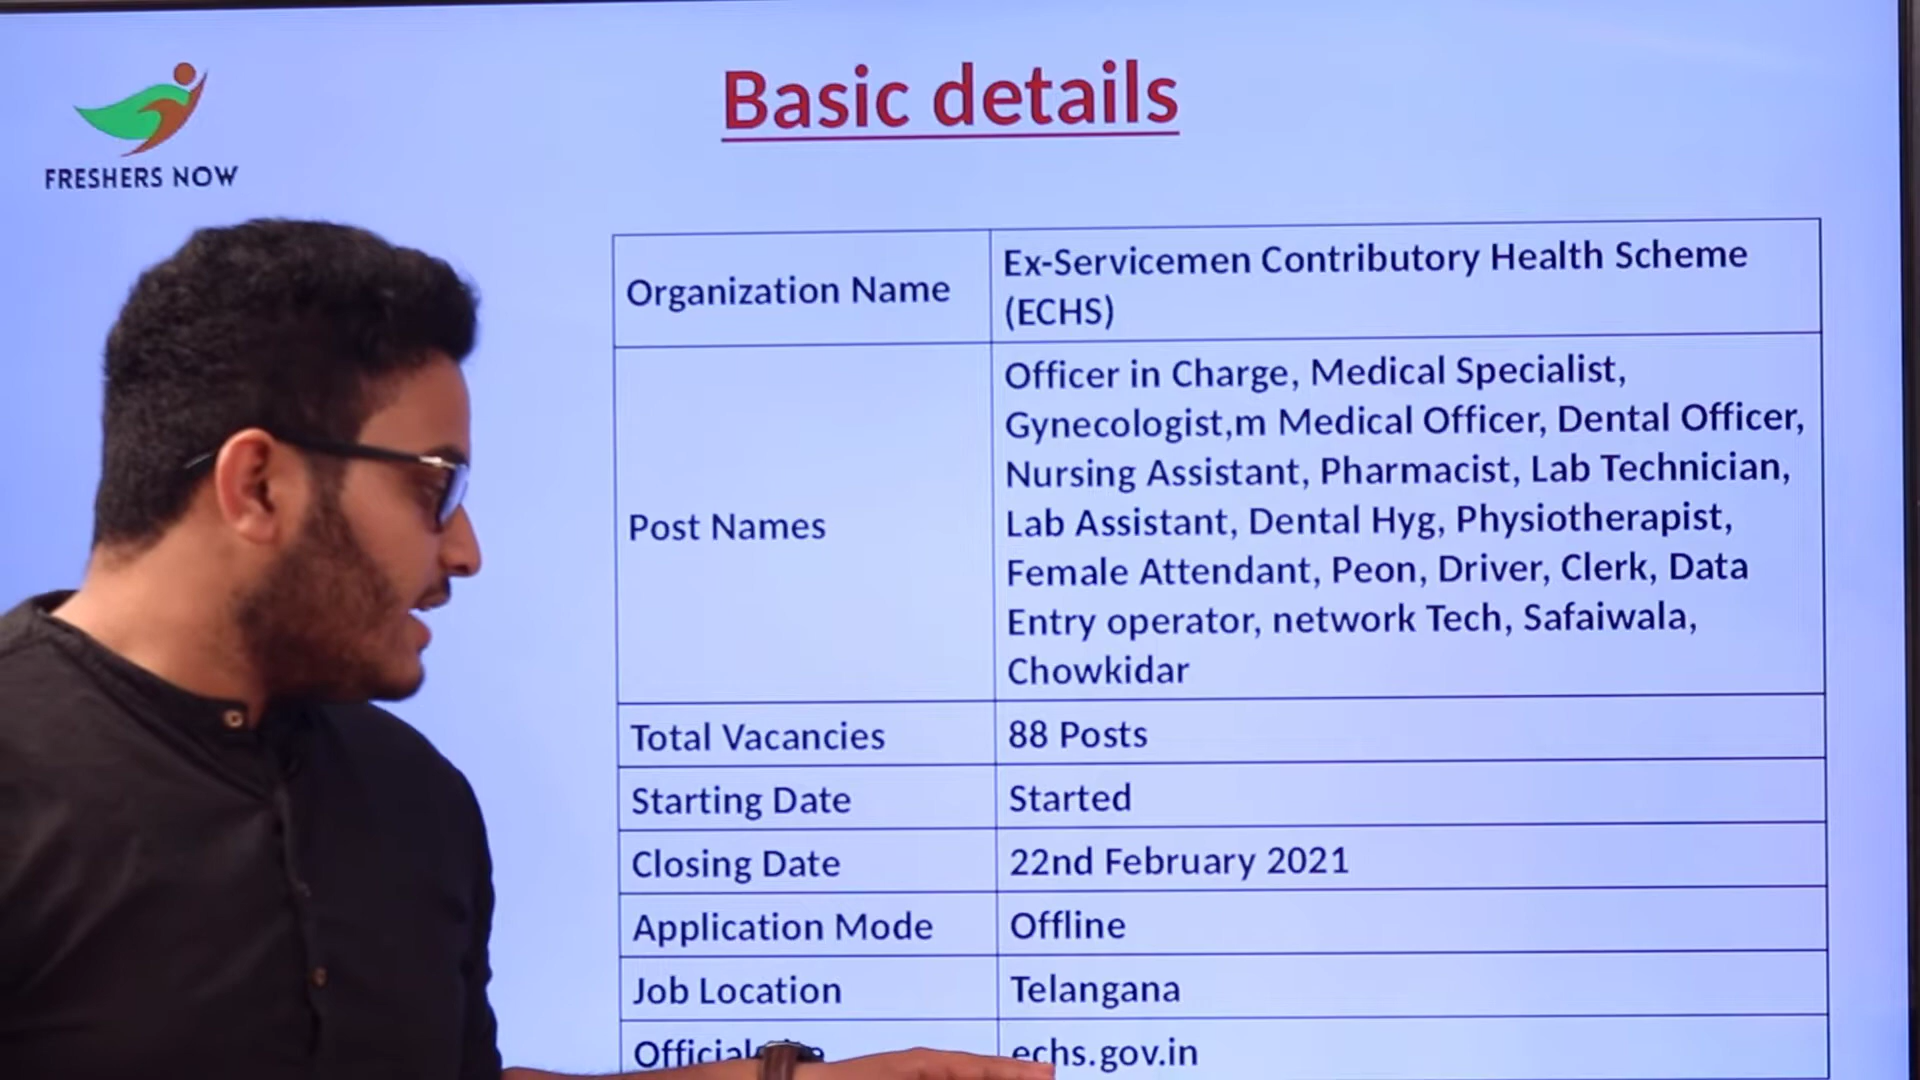 Basic details
FRESHERS NOW
Organization Name
Ex-Servicemen Contributory Health Scheme
(ECHS)
Post Names
Officer in Charge, Medical Specialist,
Gynecologist,m Medical Officer, Dental Officer,
Nursing Assistant, Pharmacist, Lab Technician,
Lab Assistant, Dental Hyg, Physiotherapist,
Female Attendant, Peon, Driver, Clerk, Data
Entry operator, network Tech, Safaiwala,
Chowkidar
Total Vacancies
88 Posts
Starting Date
Started
Closing Date
22nd February 2021
Application Mode
Offline
Job Location
Telangana
Official
echs.gov.in